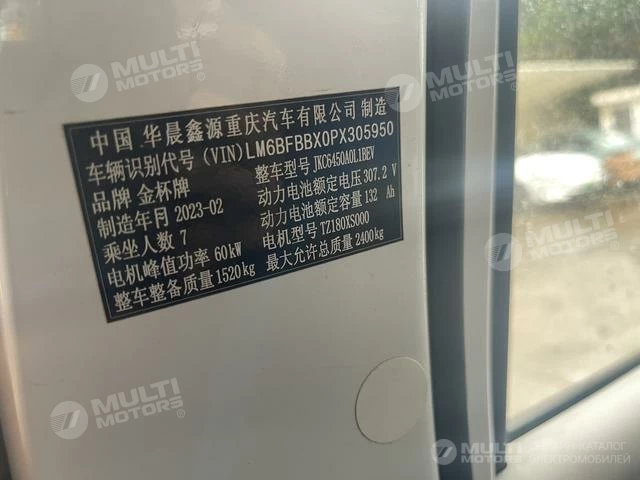 MULTI
MOTORS®
MULTI
MOTORS
中国 华晨鑫源重庆汽车有限公司 制造
车辆识别代号 (VIN) LM6BFBBX0PX305950
品牌 金杯牌 整车型号 JKC6450A0L1BEV
制造年月 2023-02 动力电池额定电压 307.2 V
乘坐人数 7 动力电池额定容量 132 Ah
电机峰值功率 60kW 电机型号 TZ180XS000
整车整备质量 1520kg 最大允许总质量 2400kg
MULTI
MOTORS
MULTI
MOTORS®
MULTI
MOTORS
КАТАЛОГ
ЭЛЕКТРОМОБИЛЕЙ